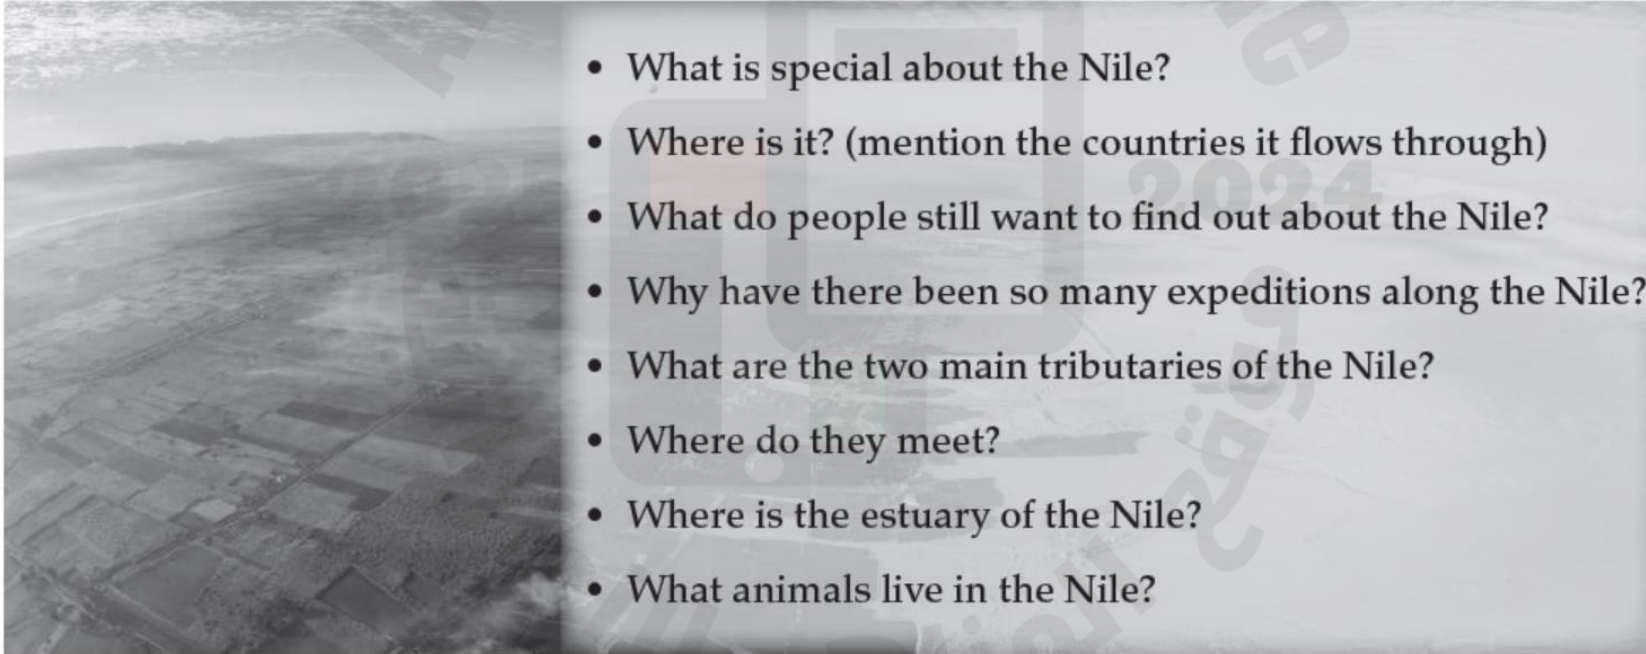 • What is special about the Nile?
• Where is it? (mention the countries it flows through)
2024
• What do people still want to find out about the Nile?
• Why have there been so many expeditions along the Nile?
• What are the two main tributaries of the Nile?
• Where do they meet?
• Where is the estuary of the Nile?
• What animals live in the Nile?